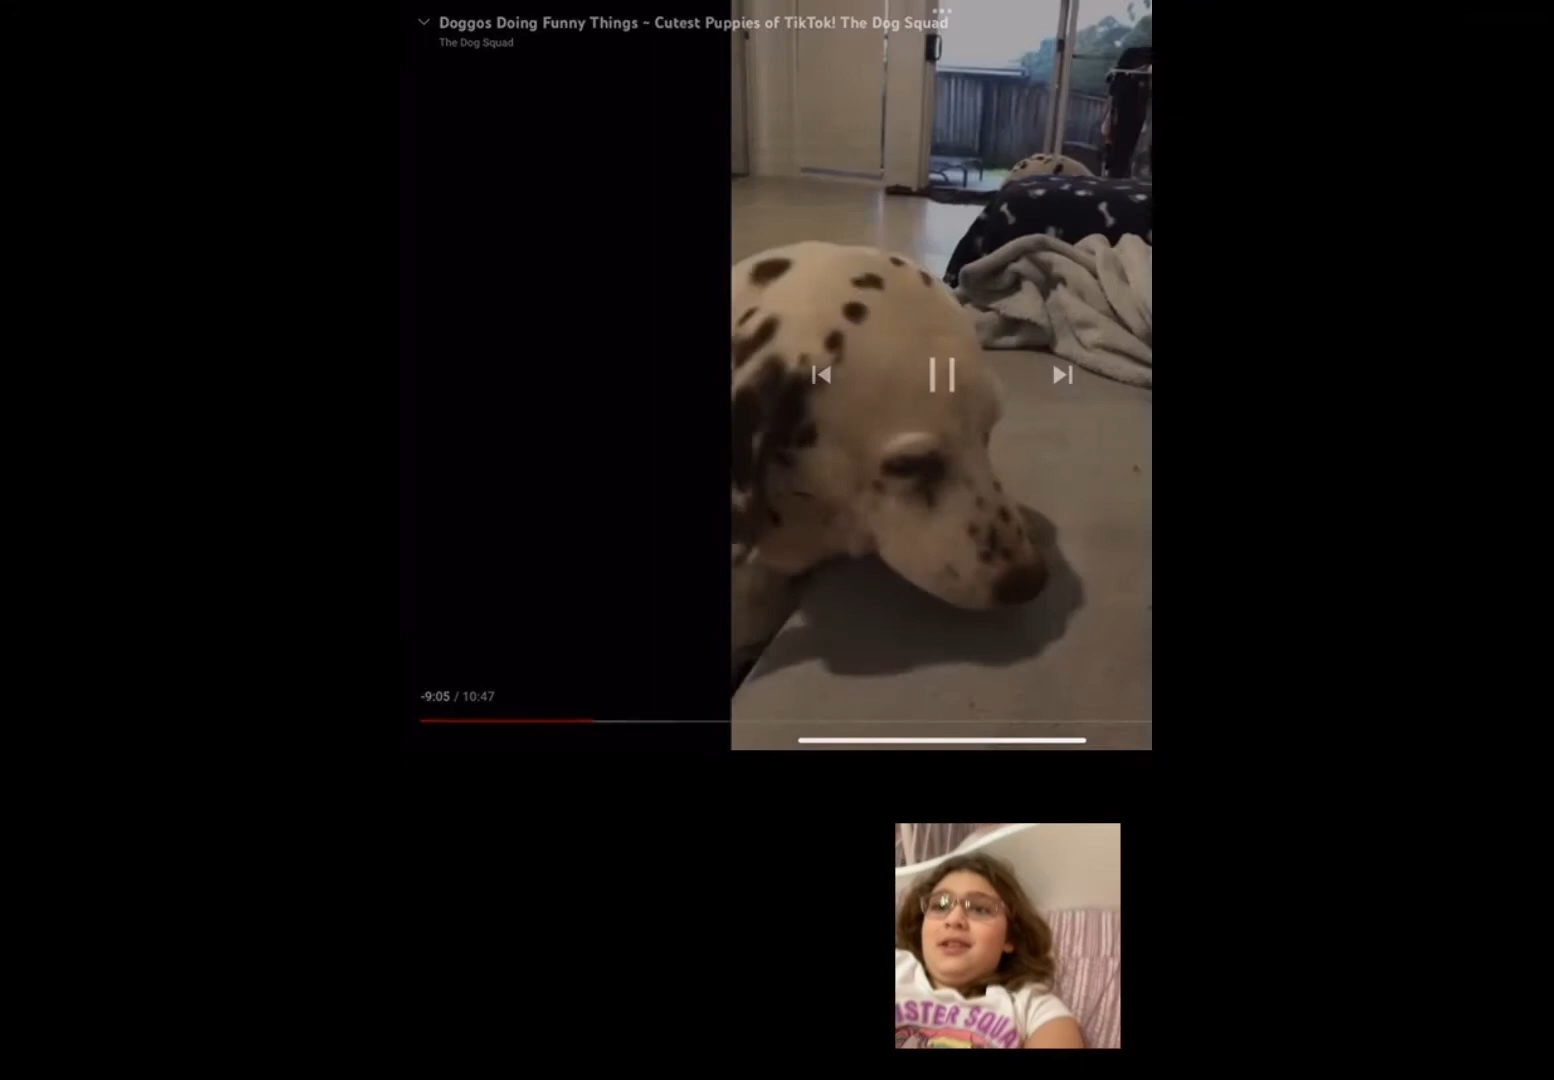 Doggos Doing Funny Things ~ Cutest Puppies of TikTok! The Dog Squad
The Dog Squad
-9:05 / 10:47
ISTER SQUA